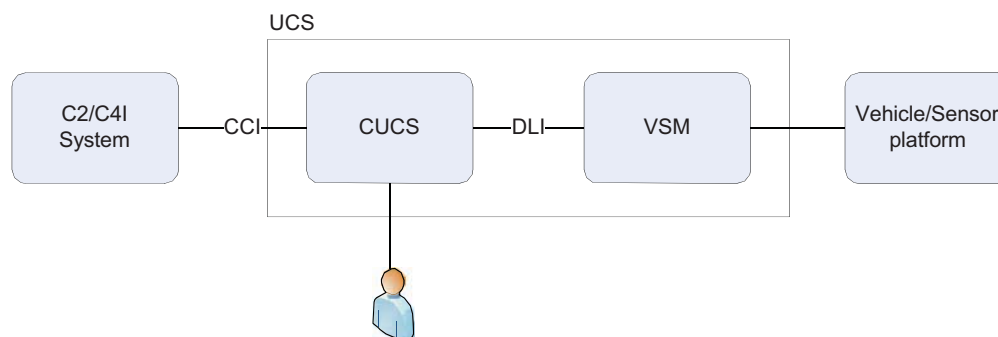 UCS
C2/C4I
System
CCI
CUCS
DLI
VSM
Vehicle/Sensor
platform